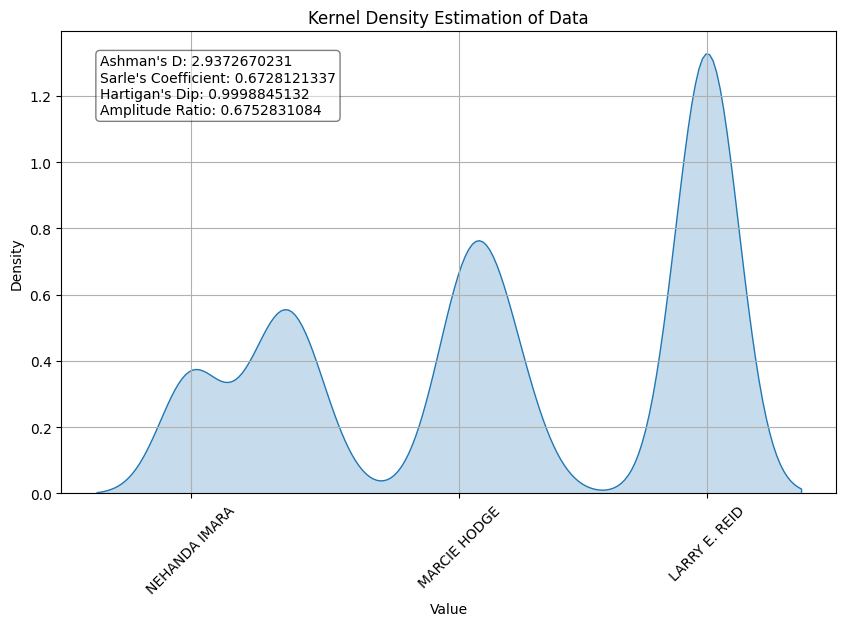 Kernel Density Estimation of Data
Ashman's D: 2.9372670231
Sarle's Coefficient: 0.6728121337
Hartigan's Dip: 0.9998845132
Amplitude Ratio: 0.6752831084
Density
1.2
1.0
0.8
0.6
0.4
0.2
0.0
NEHANDA IMARA
MARCIE HODGE
LARRY E. REID
Value